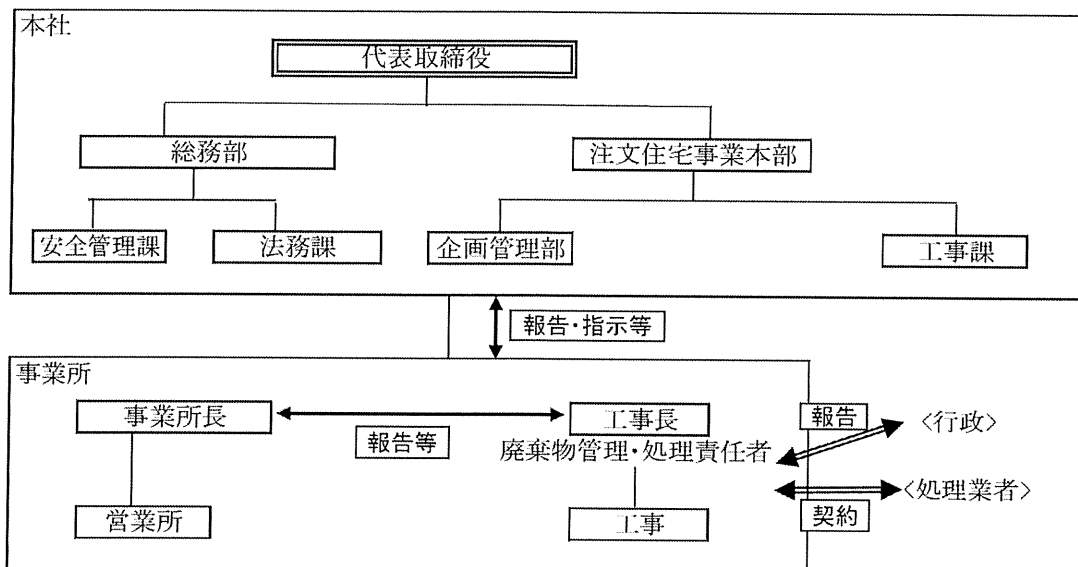 本社
代表取締役
総務部
注文住宅事業本部
安全管理課
法務課
企画管理部
工事課
報告・指示等
事業所
事業所長
工事長
報告
<行政>
報告等
廃棄物管理・処理責任者
<処理業者>
営業所
工事
契約